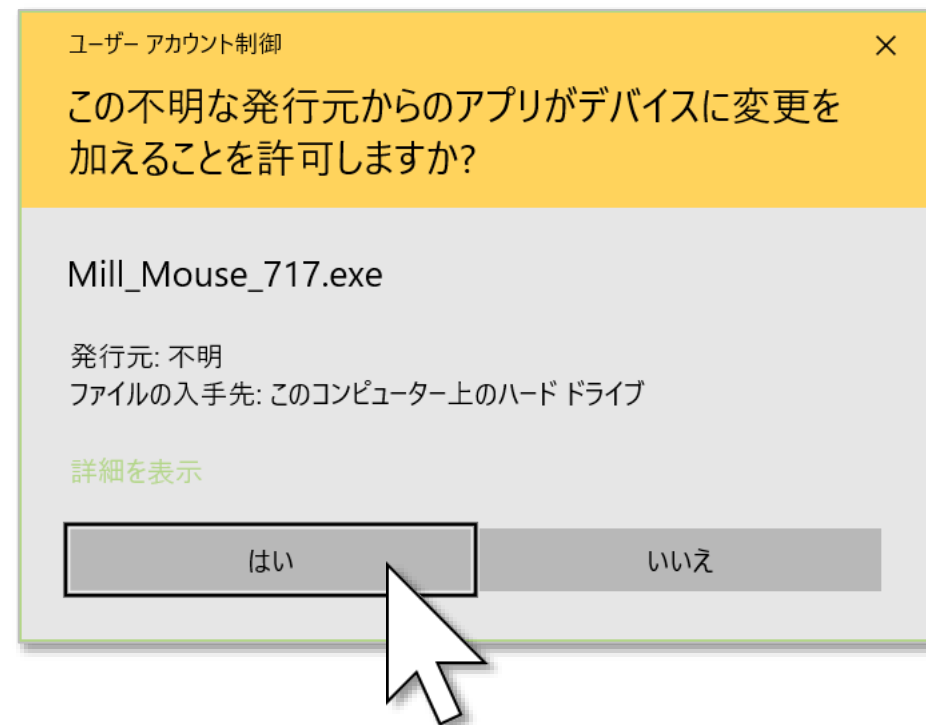 ユーザー アカウント制御
この不明な発行元からのアプリがデバイスに変更を
加えることを許可しますか?
Mill_Mouse_717.exe
発行元: 不明
ファイルの入手先: このコンピューター上のハード ドライブ
詳細を表示
はい
いいえ